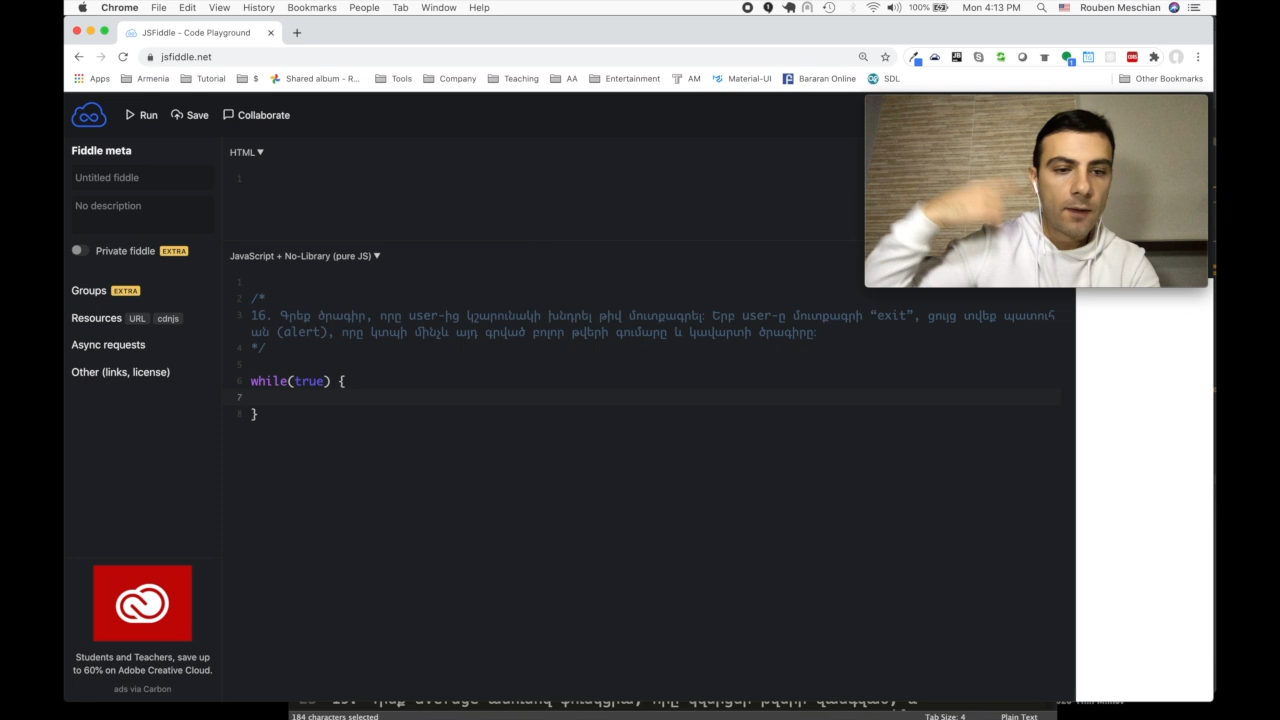 Chrome File Edit View History Bookmarks People Tab Window Help 100% Mon 4:13 PM Rouben Meschian
JSFiddle - Code Playground
jsfiddle.net
Apps Armenia Tutorial $ Shared album - R... Tools Company Teaching AA Entertainment AM Material-UI Bararan Online SDL Other Bookmarks
Run Save Collaborate
Fiddle meta
Untitled fiddle
No description
Private fiddle EXTRA
Groups EXTRA
Resources URL cdnjs
Async requests
Other (links, license)
HTML
1
JavaScript + No-Library (pure JS)
1
2 /*
3 16. Գրեք ծրագիր, որը user-ից կշարունակի խնդրել թիվ մուտքագրել։ Երբ user-ը մուտքագրի “exit”, ցույց տվեք պատուհ
ան (alert), որը կտպի մինչև այդ գրված բոլոր թվերի գումարը և կավարտի ծրագիրը։
4 */
5
6 while(true) {
7
8 }
Students and Teachers, save up
to 60% on Adobe Creative Cloud.
ads via Carbon
184 characters selected Tab Size: 4 Plain Text